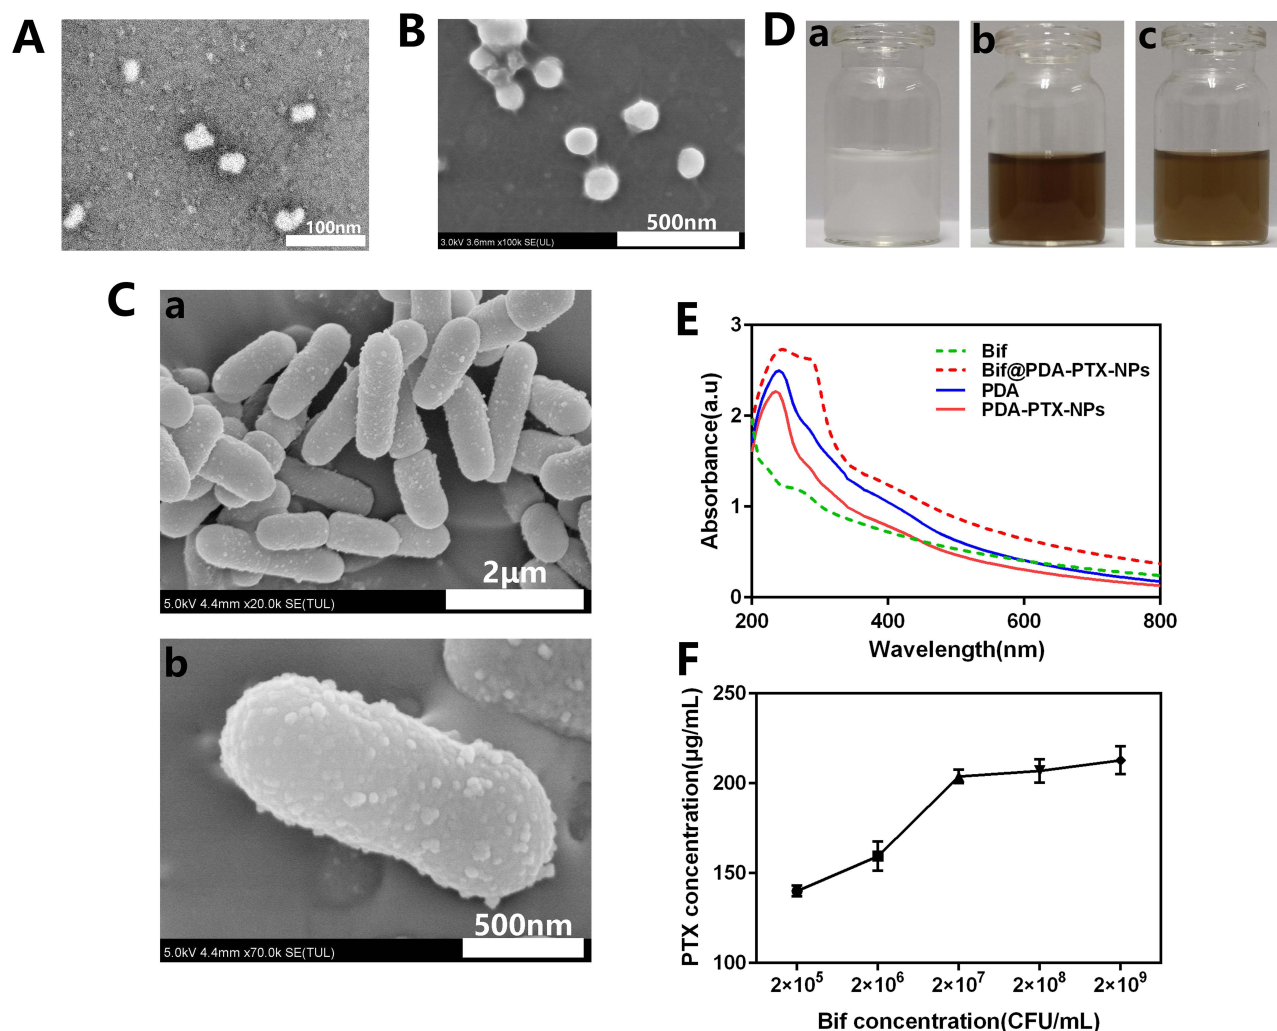 A
100nm
B
500nm
3.0kV 3.6mm x100k SE(UL)
D
a
b
c
C
a
2μm
5.0kV 4.4mm x20.0k SE(TUL)
b
500nm
5.0kV 4.4mm x70.0k SE(TUL)
E
Absorbance(a.u)
3
2
1
0
Bif
Bif@PDA-PTX-NPs
PDA
PDA-PTX-NPs
200 400 600 800
Wavelength(nm)
F
PTX concentration(μg/mL)
250
200
150
100
2×10⁵ 2×10⁶ 2×10⁷ 2×10⁸ 2×10⁹
Bif concentration(CFU/mL)